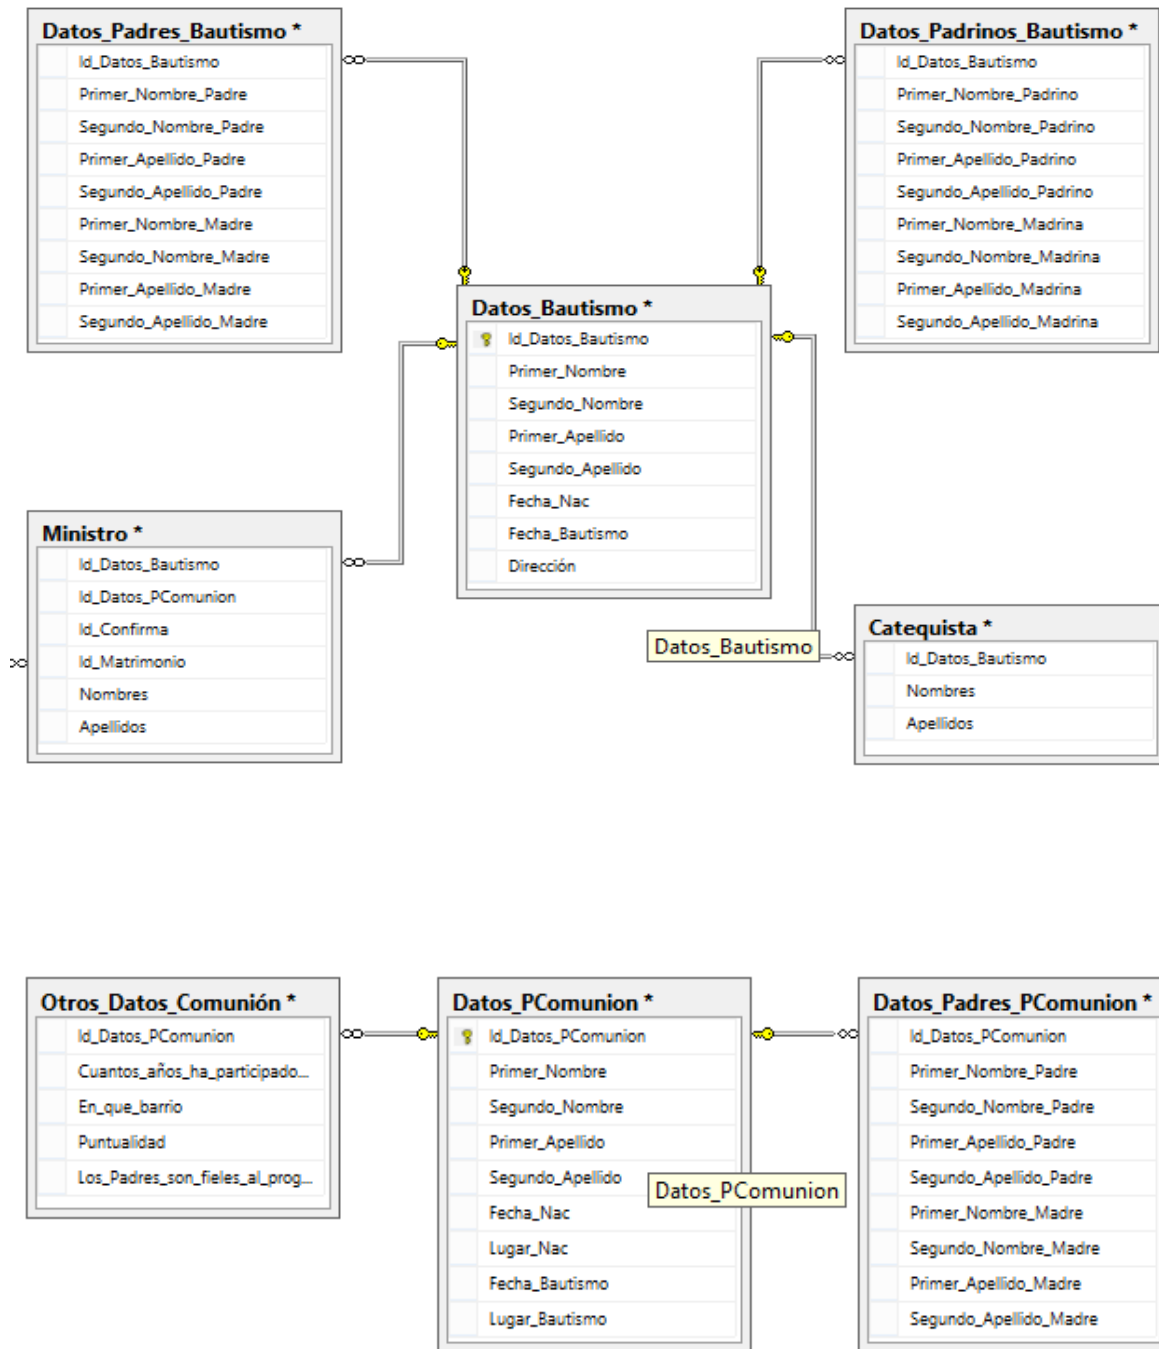 Datos_Padres_Bautismo *
Id_Datos_Bautismo
Primer_Nombre_Padre
Segundo_Nombre_Padre
Primer_Apellido_Padre
Segundo_Apellido_Padre
Primer_Nombre_Madre
Segundo_Nombre_Madre
Primer_Apellido_Madre
Segundo_Apellido_Madre
Datos_Padrinos_Bautismo *
Id_Datos_Bautismo
Primer_Nombre_Padrino
Segundo_Nombre_Padrino
Primer_Apellido_Padrino
Segundo_Apellido_Padrino
Primer_Nombre_Madrina
Segundo_Nombre_Madrina
Primer_Apellido_Madrina
Segundo_Apellido_Madrina
Datos_Bautismo *
Id_Datos_Bautismo
Primer_Nombre
Segundo_Nombre
Primer_Apellido
Segundo_Apellido
Fecha_Nac
Fecha_Bautismo
Dirección
Ministro *
Id_Datos_Bautismo
Id_Datos_PComunion
Id_Confirma
Id_Matrimonio
Nombres
Apellidos
Datos_Bautismo
Catequista *
Id_Datos_Bautismo
Nombres
Apellidos
Otros_Datos_Comunión *
Id_Datos_PComunion
Cuantos_años_ha_participado...
En_que_barrio
Puntualidad
Los_Padres_son_fieles_al_prog...
Datos_PComunion *
Id_Datos_PComunion
Primer_Nombre
Segundo_Nombre
Primer_Apellido
Segundo_Apellido
Fecha_Nac
Lugar_Nac
Fecha_Bautismo
Lugar_Bautismo
Datos_PComunion
Datos_Padres_PComunion *
Id_Datos_PComunion
Primer_Nombre_Padre
Segundo_Nombre_Padre
Primer_Apellido_Padre
Segundo_Apellido_Padre
Primer_Nombre_Madre
Segundo_Nombre_Madre
Primer_Apellido_Madre
Segundo_Apellido_Madre